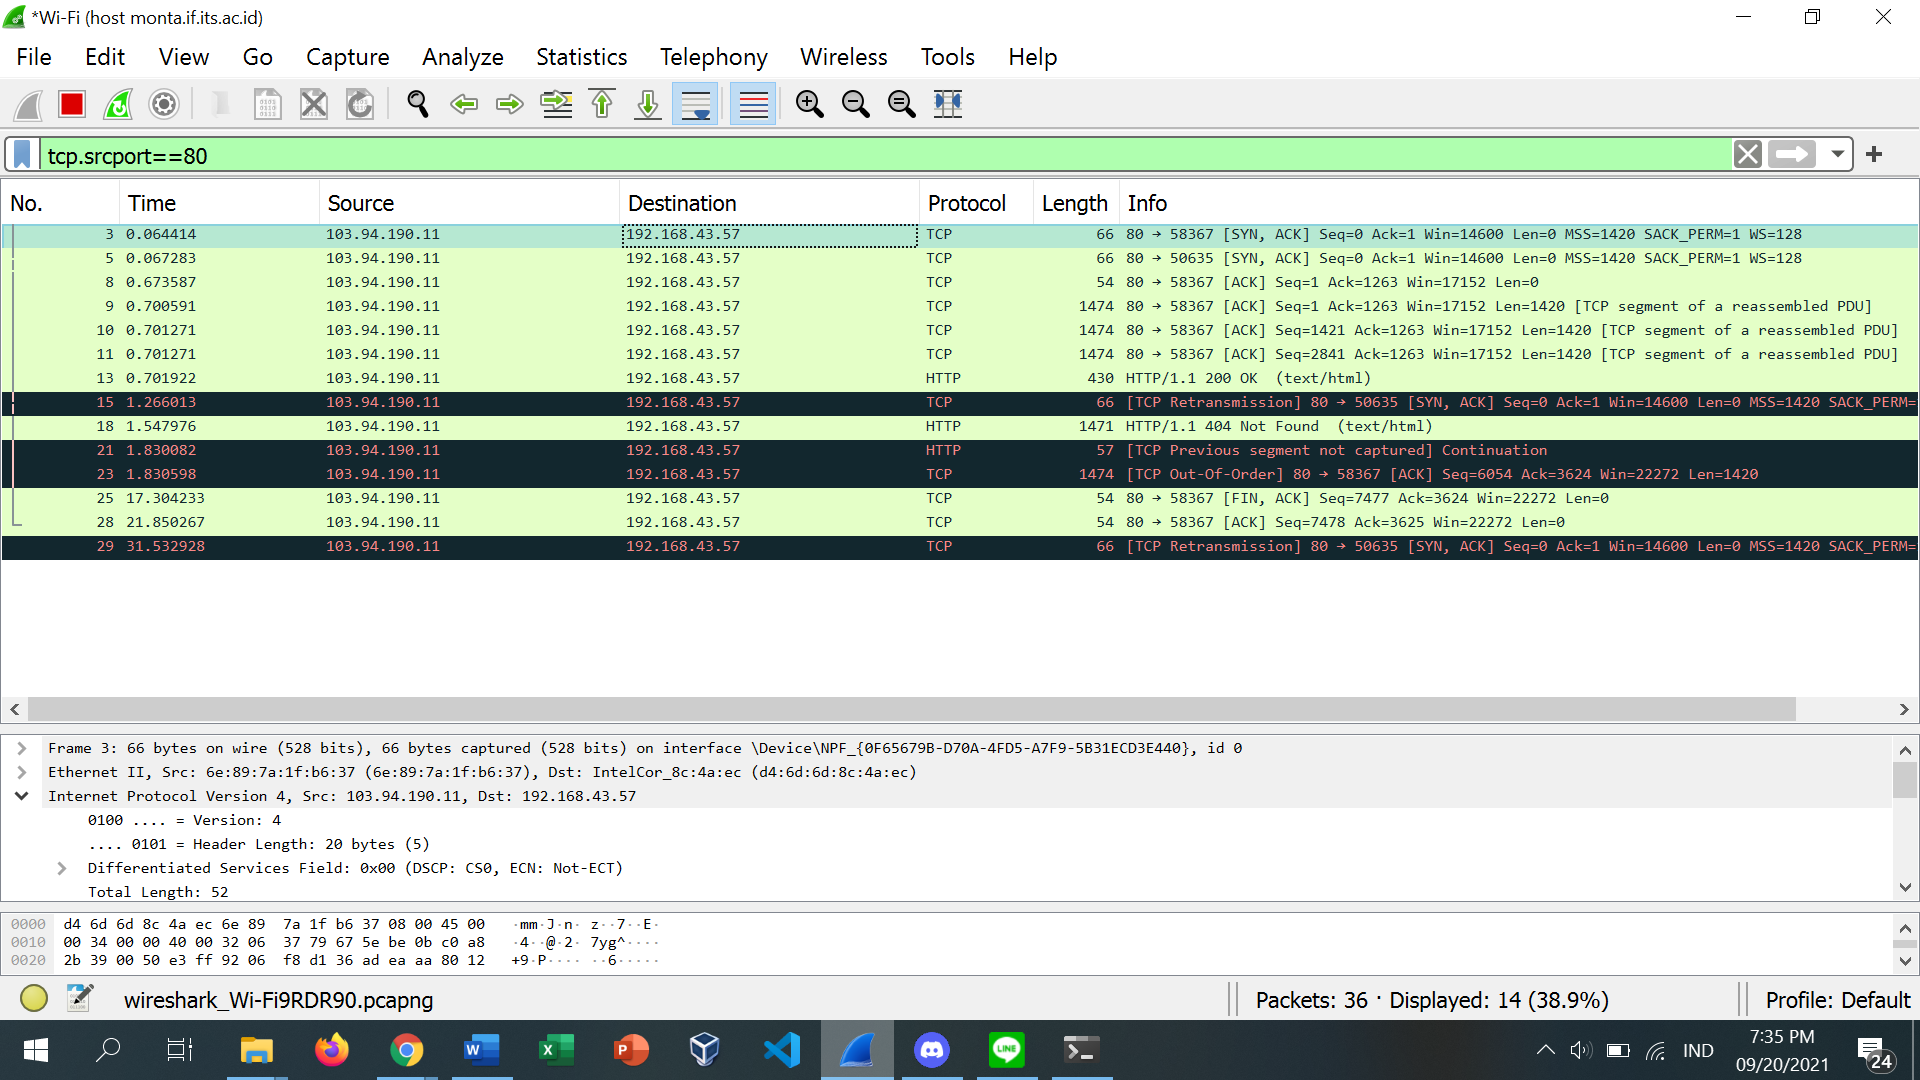 *Wi-Fi (host monta.if.its.ac.id)
File Edit View Go Capture Analyze Statistics Telephony Wireless Tools Help
tcp.srcport==80
No. Time Source Destination Protocol Length Info
3 0.064414 103.94.190.11 192.168.43.57 TCP 66 80 → 58367 [SYN, ACK] Seq=0 Ack=1 Win=14600 Len=0 MSS=1420 SACK_PERM=1 WS=128
5 0.067283 103.94.190.11 192.168.43.57 TCP 66 80 → 50635 [SYN, ACK] Seq=0 Ack=1 Win=14600 Len=0 MSS=1420 SACK_PERM=1 WS=128
8 0.673587 103.94.190.11 192.168.43.57 TCP 54 80 → 58367 [ACK] Seq=1 Ack=1263 Win=17152 Len=0
9 0.700591 103.94.190.11 192.168.43.57 TCP 1474 80 → 58367 [ACK] Seq=1 Ack=1263 Win=17152 Len=1420 [TCP segment of a reassembled PDU]
10 0.701271 103.94.190.11 192.168.43.57 TCP 1474 80 → 58367 [ACK] Seq=1421 Ack=1263 Win=17152 Len=1420 [TCP segment of a reassembled PDU]
11 0.701271 103.94.190.11 192.168.43.57 TCP 1474 80 → 58367 [ACK] Seq=2841 Ack=1263 Win=17152 Len=1420 [TCP segment of a reassembled PDU]
13 0.701922 103.94.190.11 192.168.43.57 HTTP 430 HTTP/1.1 200 OK (text/html)
15 1.266013 103.94.190.11 192.168.43.57 TCP 66 [TCP Retransmission] 80 → 50635 [SYN, ACK] Seq=0 Ack=1 Win=14600 Len=0 MSS=1420 SACK_PERM=
18 1.547976 103.94.190.11 192.168.43.57 HTTP 1471 HTTP/1.1 404 Not Found (text/html)
21 1.830082 103.94.190.11 192.168.43.57 HTTP 57 [TCP Previous segment not captured] Continuation
23 1.830598 103.94.190.11 192.168.43.57 TCP 1474 [TCP Out-Of-Order] 80 → 58367 [ACK] Seq=6054 Ack=3624 Win=22272 Len=1420
25 17.304233 103.94.190.11 192.168.43.57 TCP 54 80 → 58367 [FIN, ACK] Seq=7477 Ack=3624 Win=22272 Len=0
28 21.850267 103.94.190.11 192.168.43.57 TCP 54 80 → 58367 [ACK] Seq=7478 Ack=3625 Win=22272 Len=0
29 31.532928 103.94.190.11 192.168.43.57 TCP 66 [TCP Retransmission] 80 → 50635 [SYN, ACK] Seq=0 Ack=1 Win=14600 Len=0 MSS=1420 SACK_PERM=
Frame 3: 66 bytes on wire (528 bits), 66 bytes captured (528 bits) on interface \Device\NPF_{0F65679B-D70A-4FD5-A7F9-5B31ECD3E440}, id 0
Ethernet II, Src: 6e:89:7a:1f:b6:37 (6e:89:7a:1f:b6:37), Dst: IntelCor_8c:4a:ec (d4:6d:6d:8c:4a:ec)
Internet Protocol Version 4, Src: 103.94.190.11, Dst: 192.168.43.57
0100 .... = Version: 4
.... 0101 = Header Length: 20 bytes (5)
Differentiated Services Field: 0x00 (DSCP: CS0, ECN: Not-ECT)
Total Length: 52
0000 d4 6d 6d 8c 4a ec 6e 89 7a 1f b6 37 08 00 45 00 ·mm·J·n· z··7··E·
0010 00 34 00 00 40 00 32 06 37 79 67 5e be 0b c0 a8 ·4··@·2· 7yg^····
0020 2b 39 00 50 e3 ff 92 06 f8 d1 36 ad ea aa 80 12 +9·P···· ··6·····
wireshark_Wi-Fi9RDR90.pcapng
Packets: 36 · Displayed: 14 (38.9%)
Profile: Default
LINE
IND
7:35 PM
09/20/2021
24